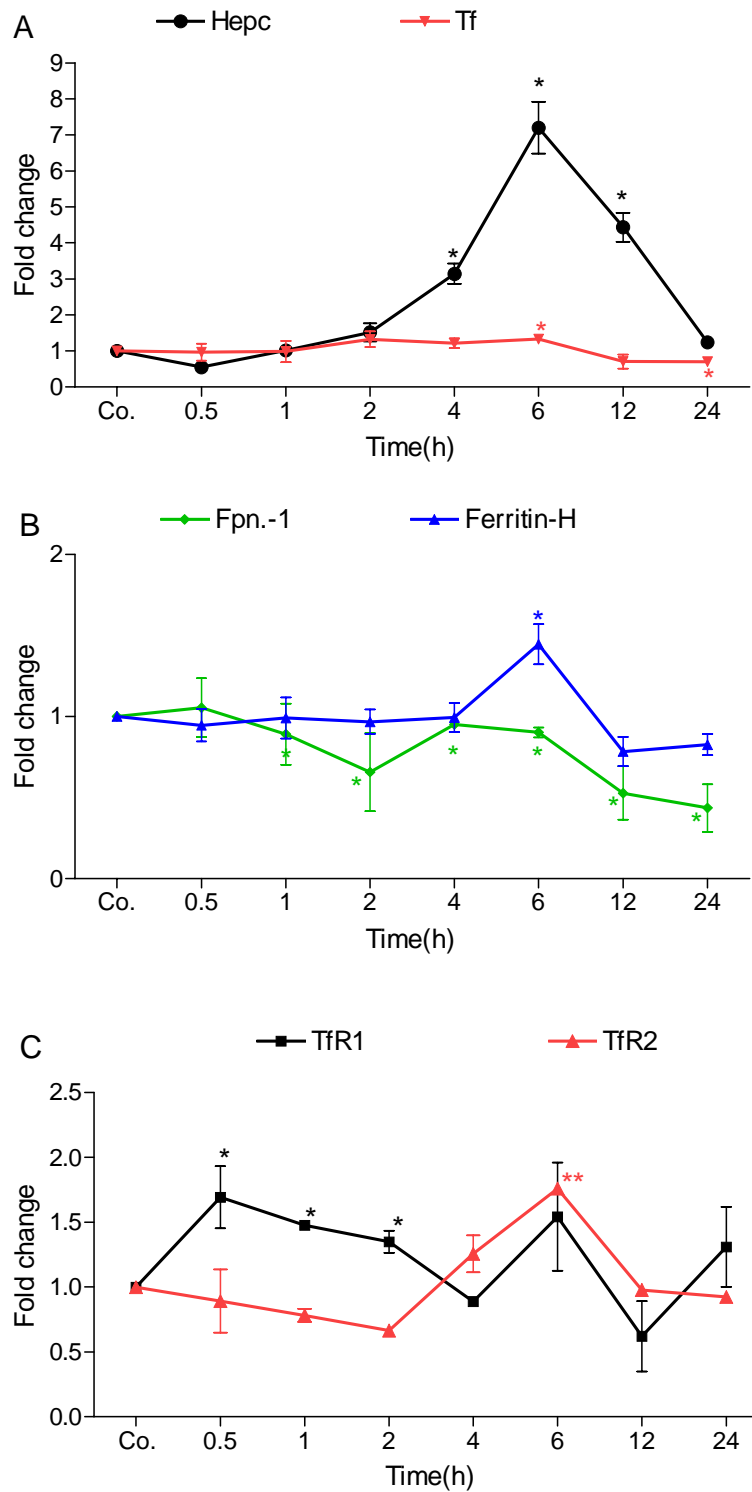 A
Hepc Tf
Fold change
9
8
7
6
5
4
3
2
1
0
* * * * *
Co. 0.5 1 2 4 6 12 24
Time(h)
B
Fpn.-1 Ferritin-H
Fold change
2
1
0
* * * * * * *
Co. 0.5 1 2 4 6 12 24
Time(h)
C
TfR1 TfR2
Fold change
2.5
2.0
1.5
1.0
0.5
0.0
* * * **
Co. 0.5 1 2 4 6 12 24
Time(h)